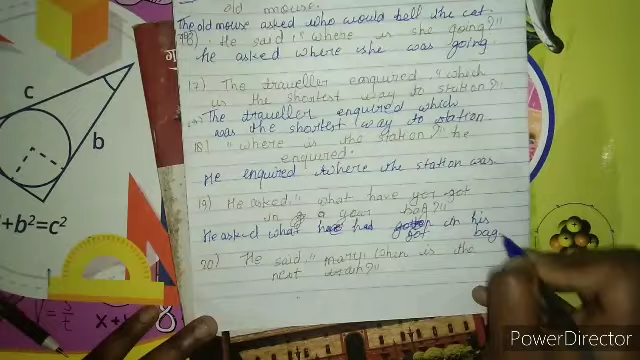 old mouse.
The old mouse asked who would bell the cat.
16) He said "where is she going?"
He asked where she was going
17) The traveller enquired "which
is the shortest way to station?"
The traveller enquired which
was the shortest way to station
18) "where is the station?" he
enquired.
He enquired where the station was
19) He asked "what have you got
in a your bag?"
He asked what he had got in his
bag
20) He said "mary, when is the
next train?"
c
b
+b²=c²
x+
8
PowerDirector